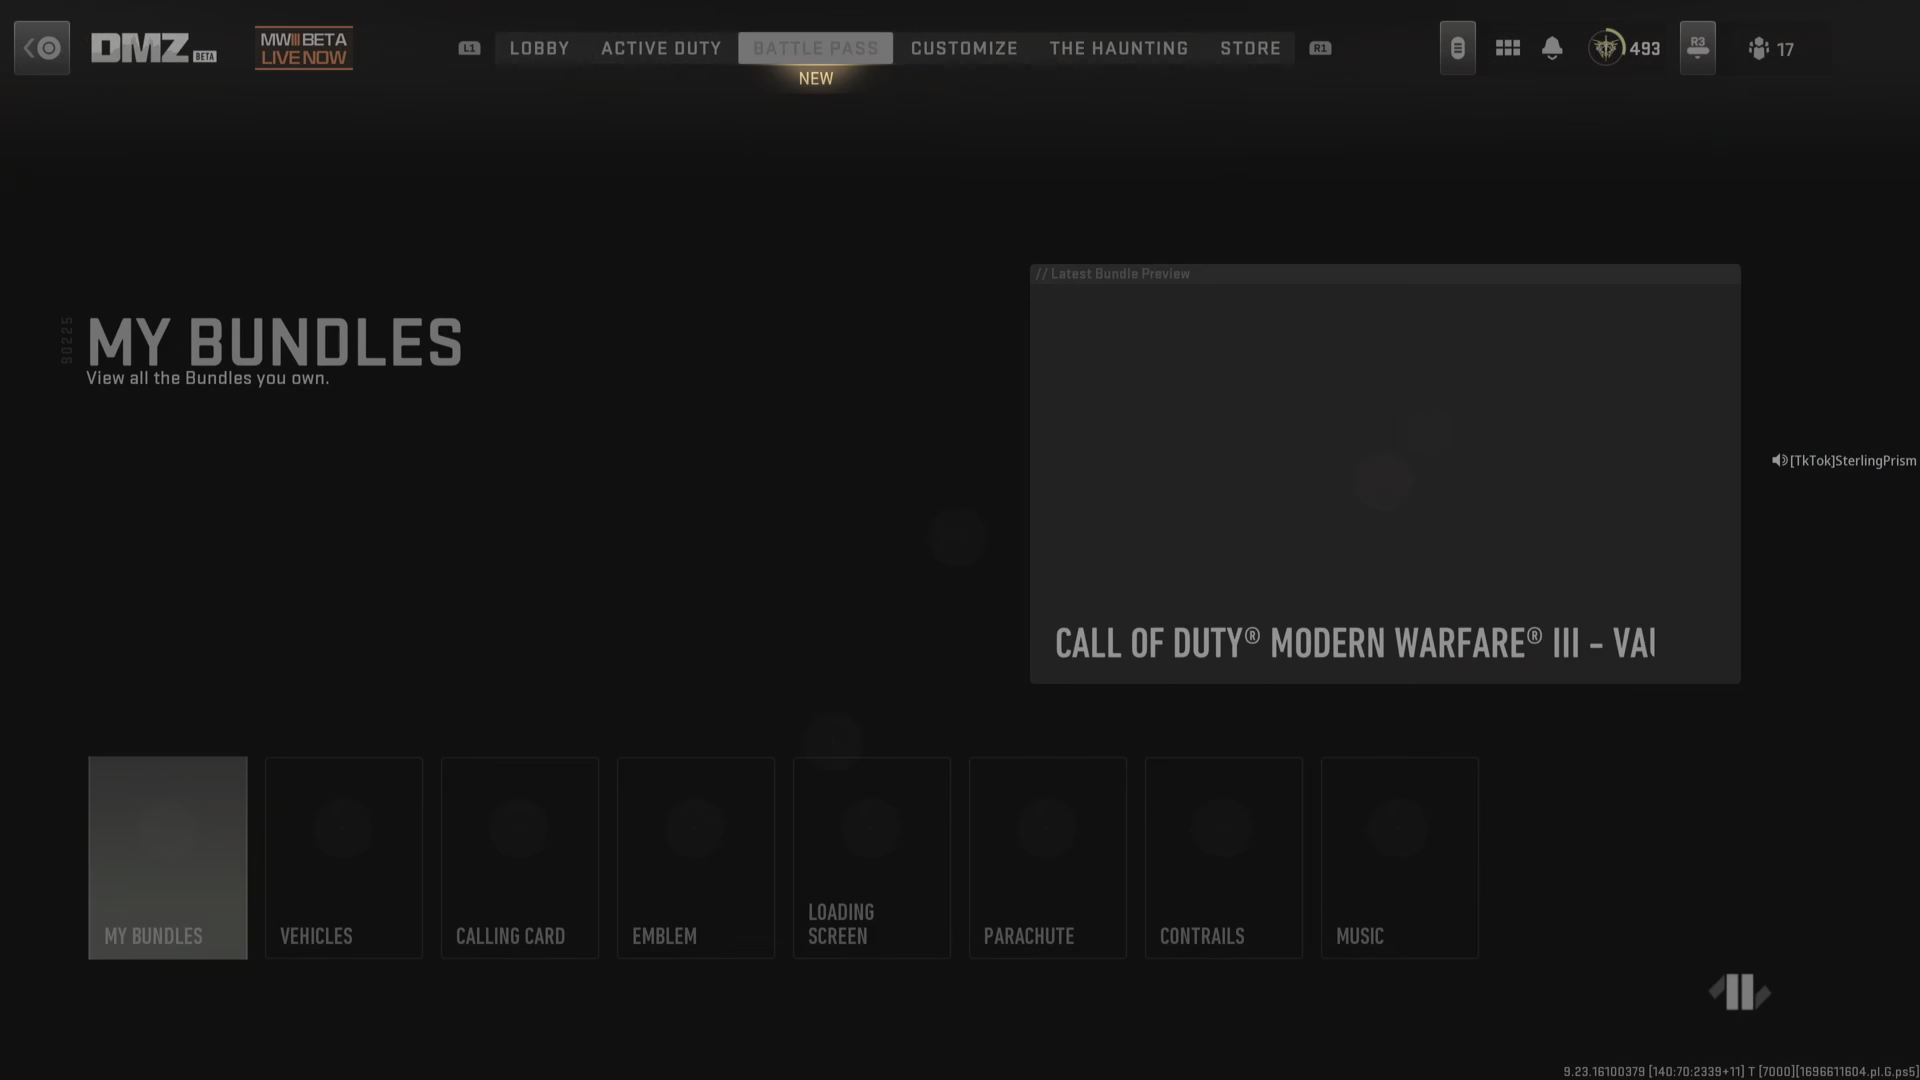 DMZ BETA
MWIII BETA
LIVE NOW
L1
LOBBY
ACTIVE DUTY
BATTLE PASS
CUSTOMIZE
THE HAUNTING
STORE
R1
NEW
493
R3
17
// Latest Bundle Preview
90225
MY BUNDLES
View all the Bundles you own.
[TkTok]SterlingPrism
CALL OF DUTY® MODERN WARFARE® III - VAU
MY BUNDLES
VEHICLES
CALLING CARD
EMBLEM
LOADING
SCREEN
PARACHUTE
CONTRAILS
MUSIC
9.23.16100379 [140:70:2339+11] T [7000][1696611604.pl.G.ps5]